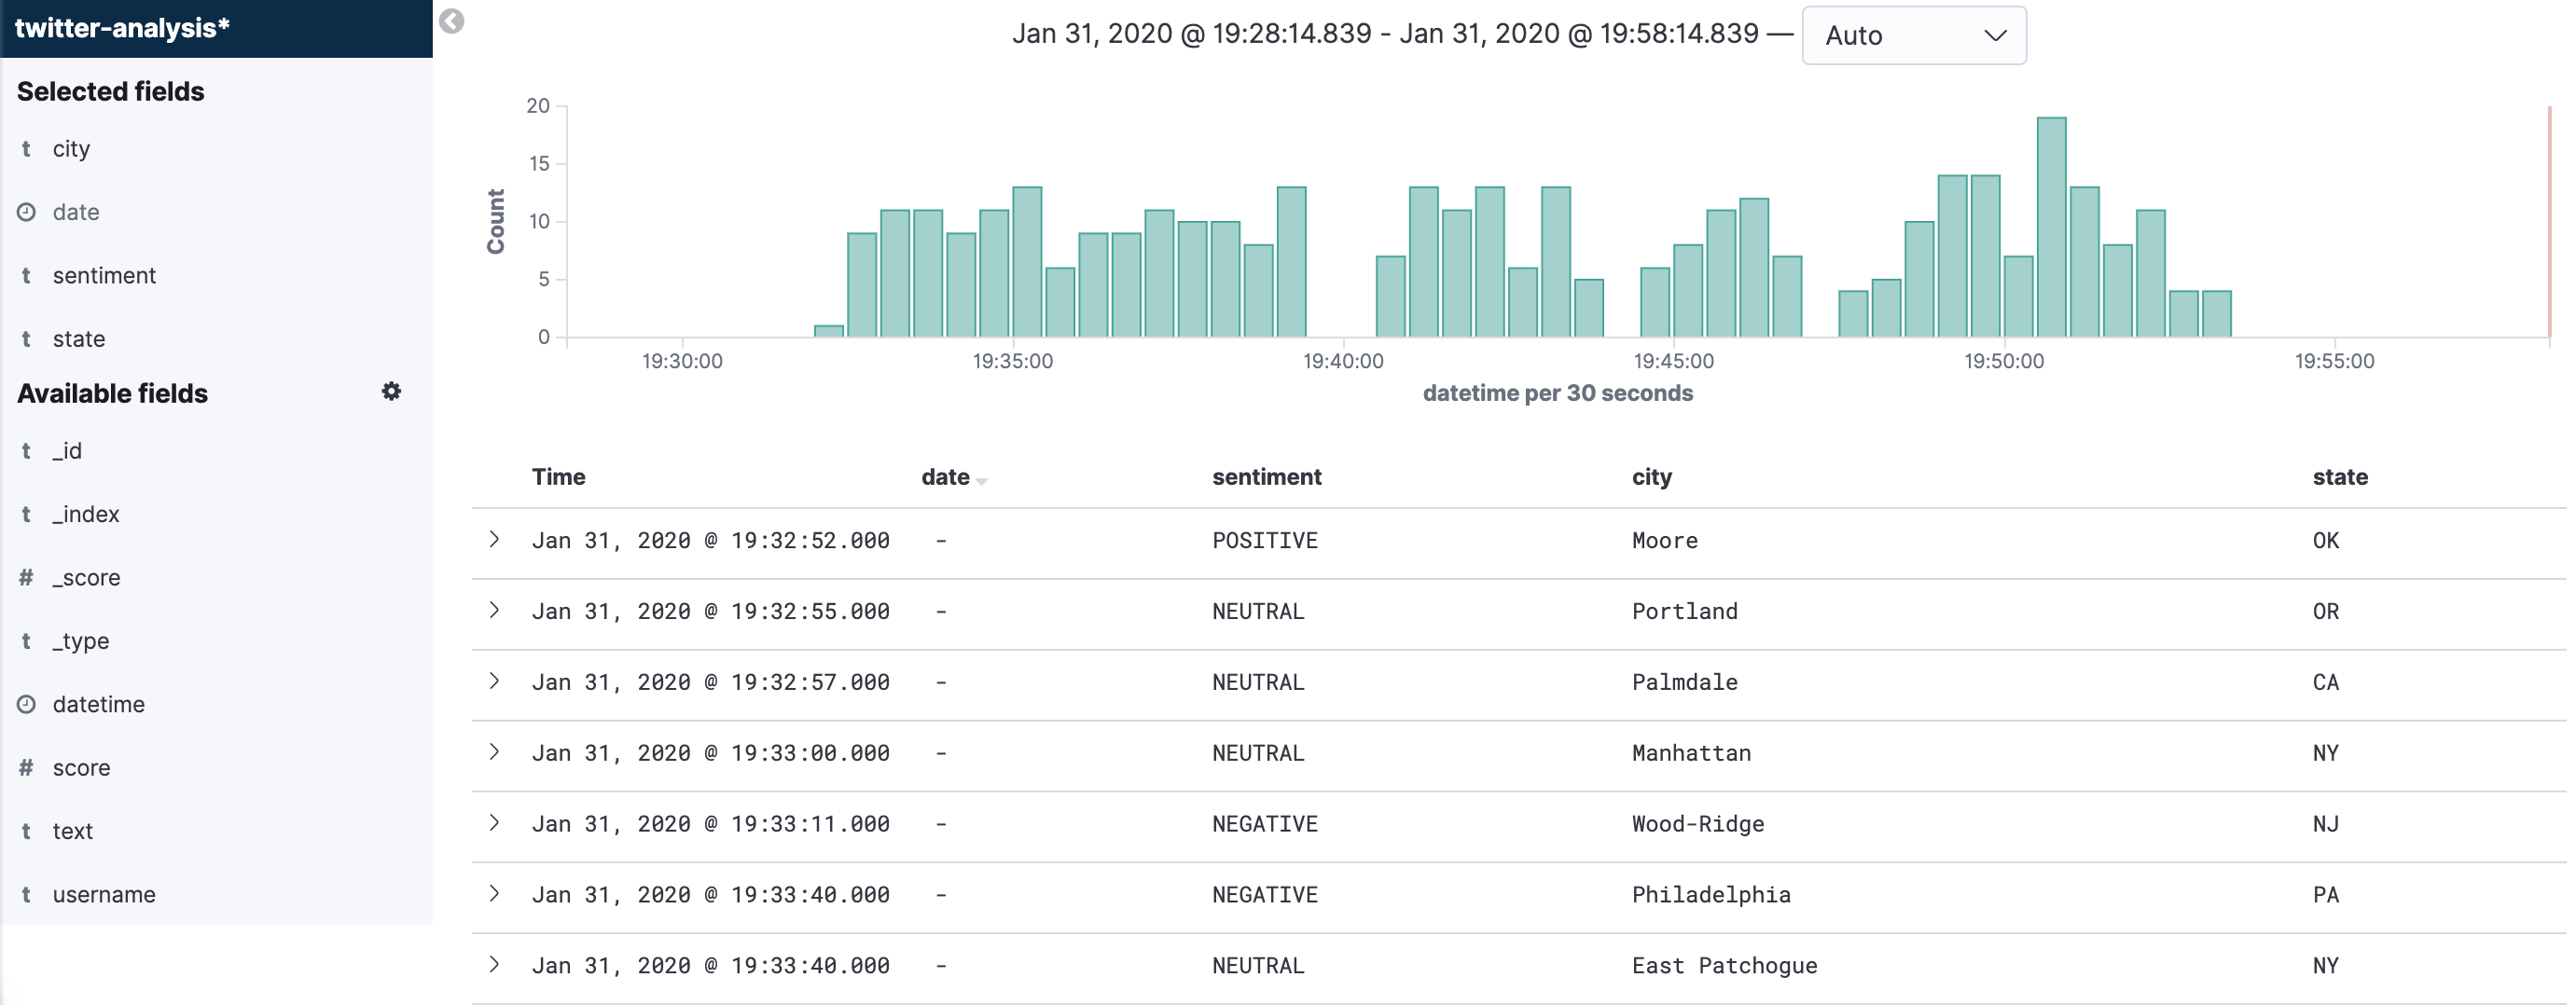 twitter-analysis*
Selected fields
t city
date
t sentiment
t state
Available fields
t _id
t _index
# _score
t _type
datetime
# score
t text
t username
Jan 31, 2020 @ 19:28:14.839 - Jan 31, 2020 @ 19:58:14.839 — Auto
Count
20
15
10
5
0
19:30:00 19:35:00 19:40:00 19:45:00 19:50:00 19:55:00
datetime per 30 seconds
Time date sentiment city state
Jan 31, 2020 @ 19:32:52.000 - POSITIVE Moore OK
Jan 31, 2020 @ 19:32:55.000 - NEUTRAL Portland OR
Jan 31, 2020 @ 19:32:57.000 - NEUTRAL Palmdale CA
Jan 31, 2020 @ 19:33:00.000 - NEUTRAL Manhattan NY
Jan 31, 2020 @ 19:33:11.000 - NEGATIVE Wood-Ridge NJ
Jan 31, 2020 @ 19:33:40.000 - NEGATIVE Philadelphia PA
Jan 31, 2020 @ 19:33:40.000 - NEUTRAL East Patchogue NY